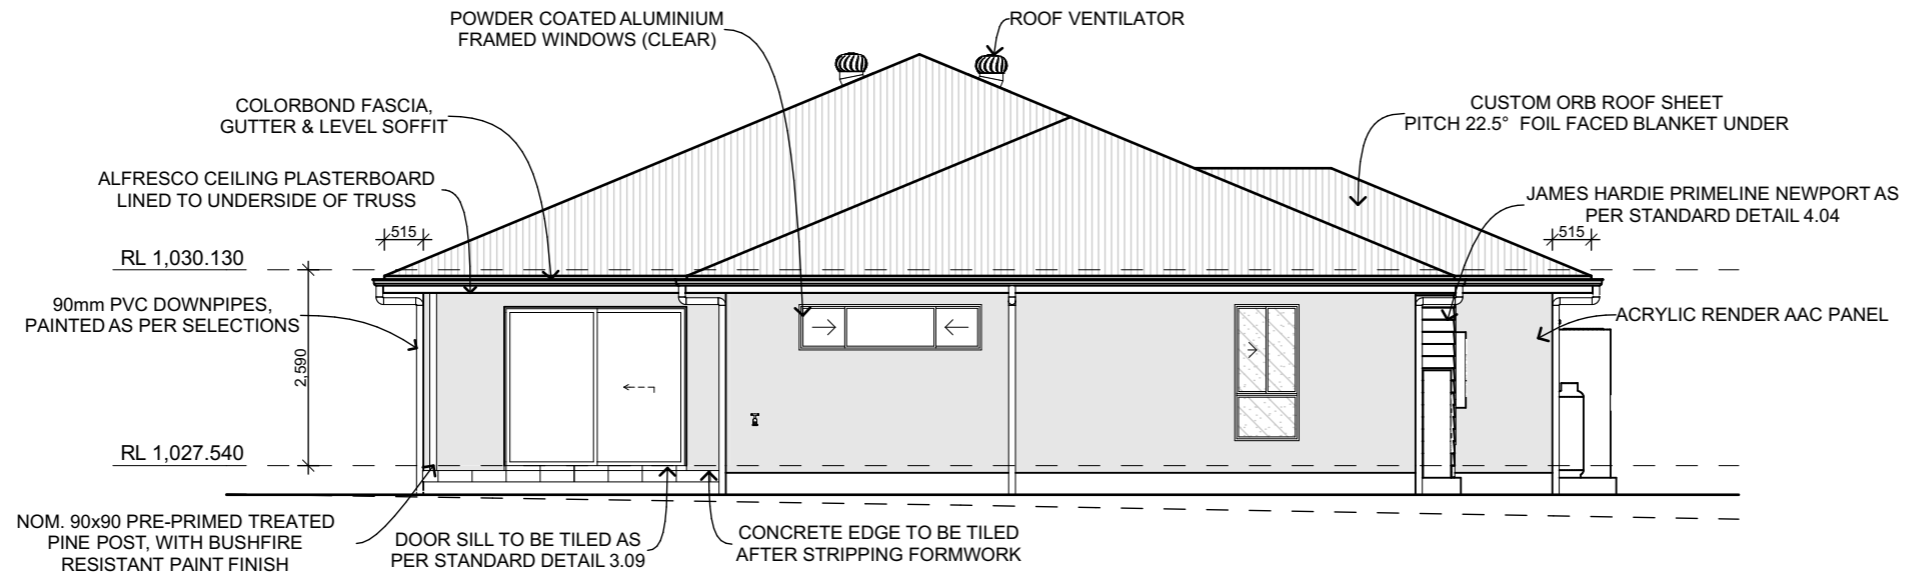 POWDER COATED ALUMINIUM
FRAMED WINDOWS (CLEAR)
ROOF VENTILATOR
COLORBOND FASCIA,
GUTTER & LEVEL SOFFIT
CUSTOM ORB ROOF SHEET
PITCH 22.5° FOIL FACED BLANKET UNDER
ALFRESCO CEILING PLASTERBOARD
LINED TO UNDERSIDE OF TRUSS
JAMES HARDIE PRIMELINE NEWPORT AS
PER STANDARD DETAIL 4.04
515
515
RL 1,030.130
90mm PVC DOWNPIPES,
PAINTED AS PER SELECTIONS
ACRYLIC RENDER AAC PANEL
2,590
RL 1,027.540
NOM. 90x90 PRE-PRIMED TREATED
PINE POST, WITH BUSHFIRE
RESISTANT PAINT FINISH
DOOR SILL TO BE TILED AS
PER STANDARD DETAIL 3.09
CONCRETE EDGE TO BE TILED
AFTER STRIPPING FORMWORK